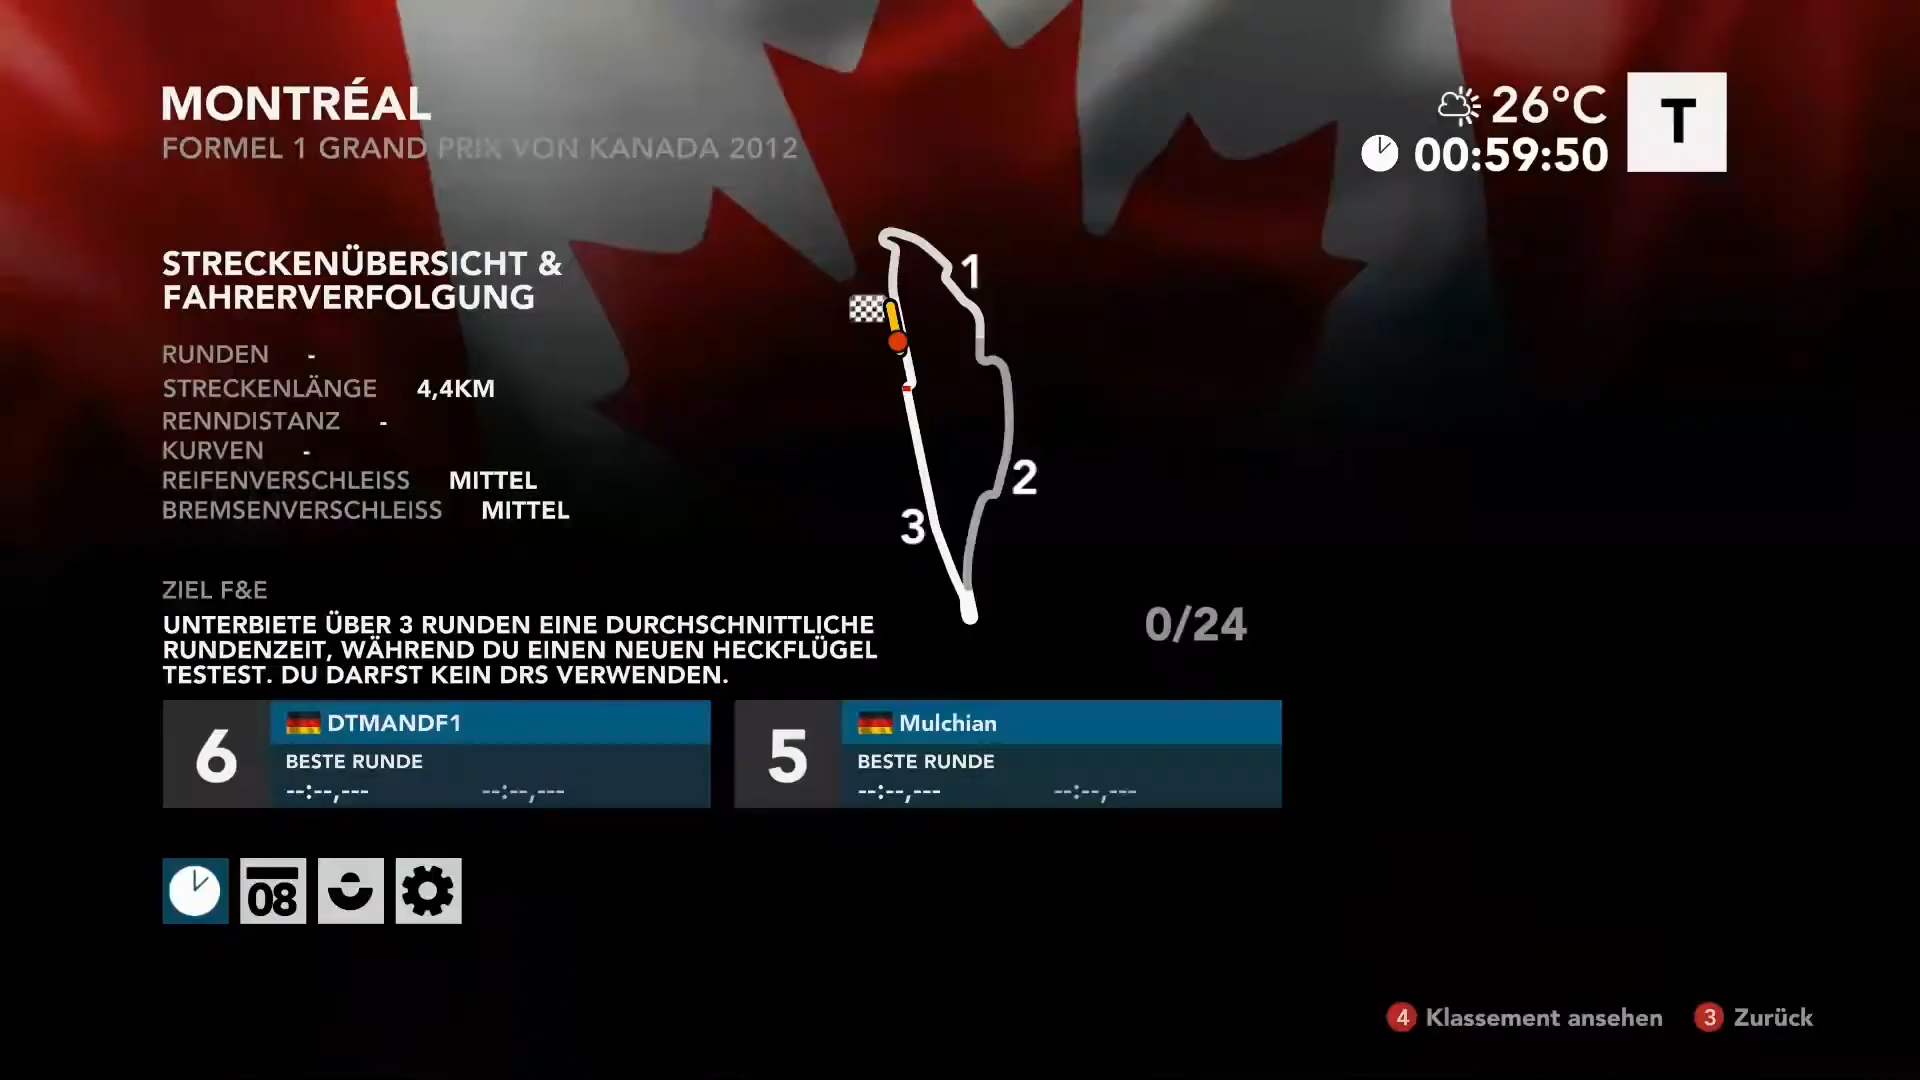 MONTRÉAL
FORMEL 1 GRAND PRIX VON KANADA 2012
26°C
00:59:50
T
STRECKENÜBERSICHT &
FAHRERVERFOLGUNG
RUNDEN -
STRECKENLÄNGE 4,4KM
RENNDISTANZ -
KURVEN -
REIFENVERSCHLEISS MITTEL
BREMSENVERSCHLEISS MITTEL
1
2
3
ZIEL F&E
UNTERBIETE ÜBER 3 RUNDEN EINE DURCHSCHNITTLICHE
RUNDENZEIT, WÄHREND DU EINEN NEUEN HECKFLÜGEL
TESTEST. DU DARFST KEIN DRS VERWENDEN.
0/24
6 DTMANDF1
BESTE RUNDE
--:--,--- --:--,---
5 Mulchian
BESTE RUNDE
--:--,--- --:--,---
08
4 Klassement ansehen 3 Zurück